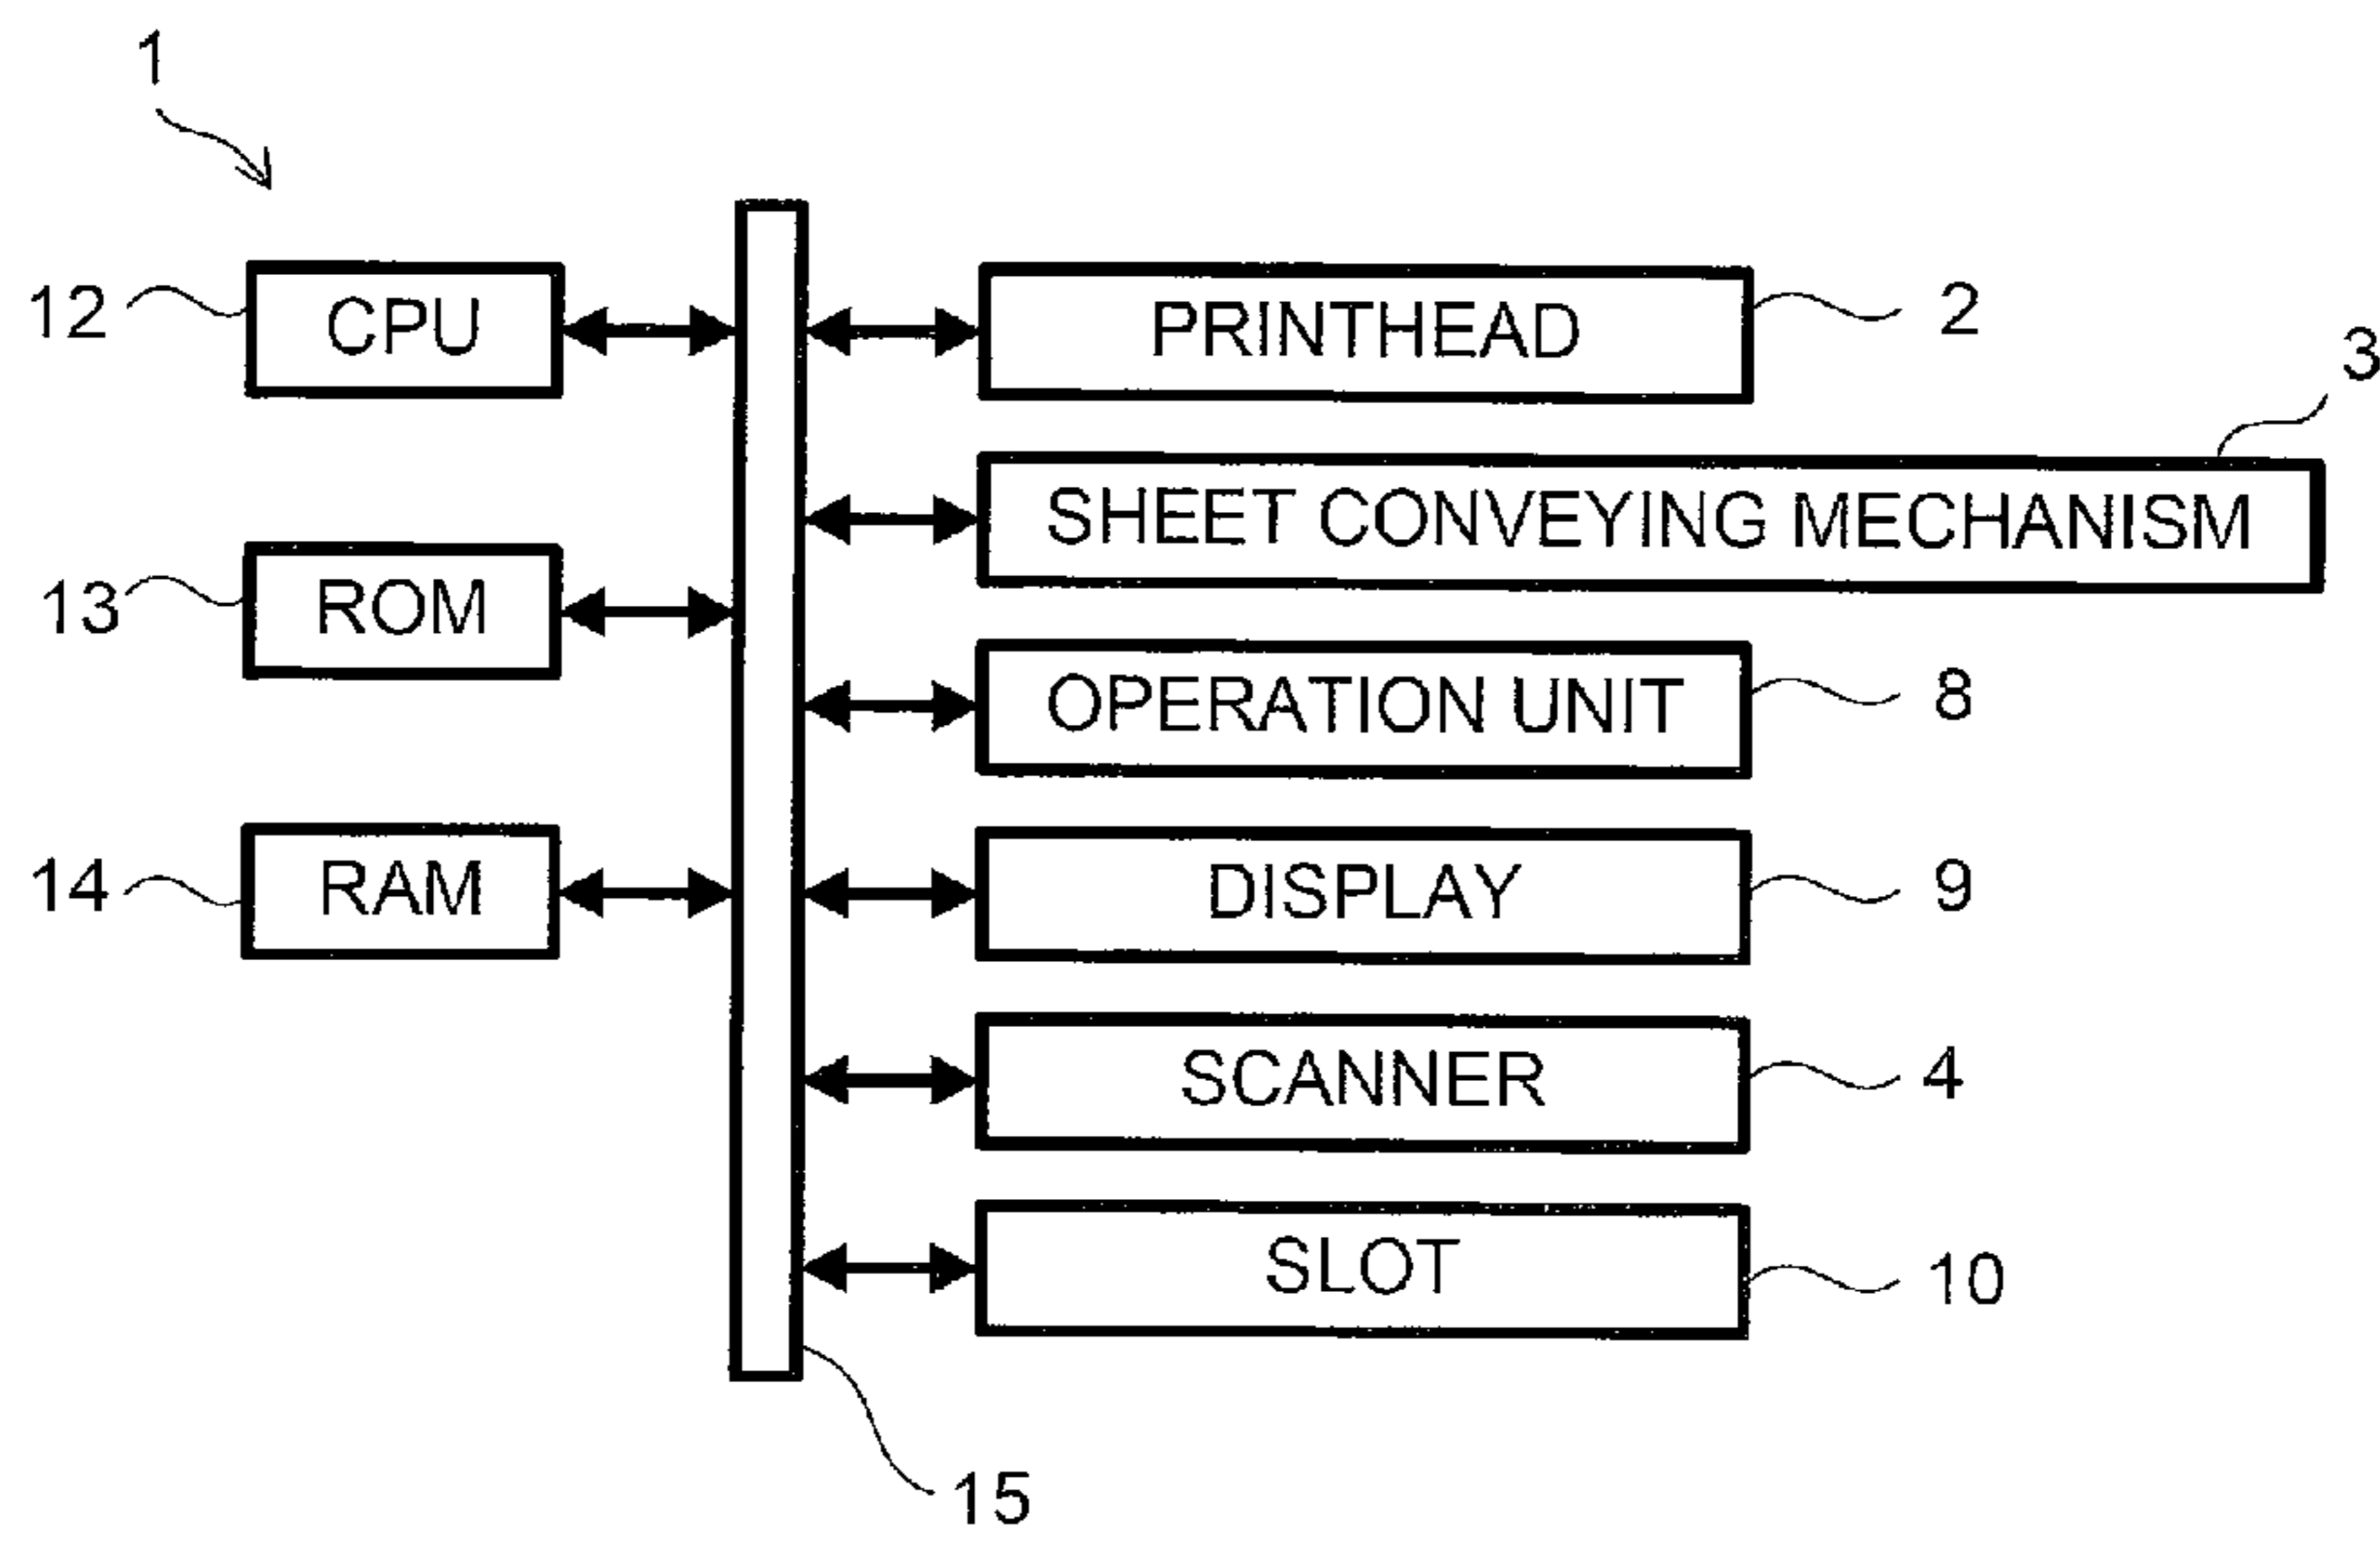 1
12 CPU
PRINTHEAD 2
3
SHEET CONVEYING MECHANISM
13 ROM
OPERATION UNIT 8
14 RAM
DISPLAY 9
SCANNER 4
SLOT 10
15